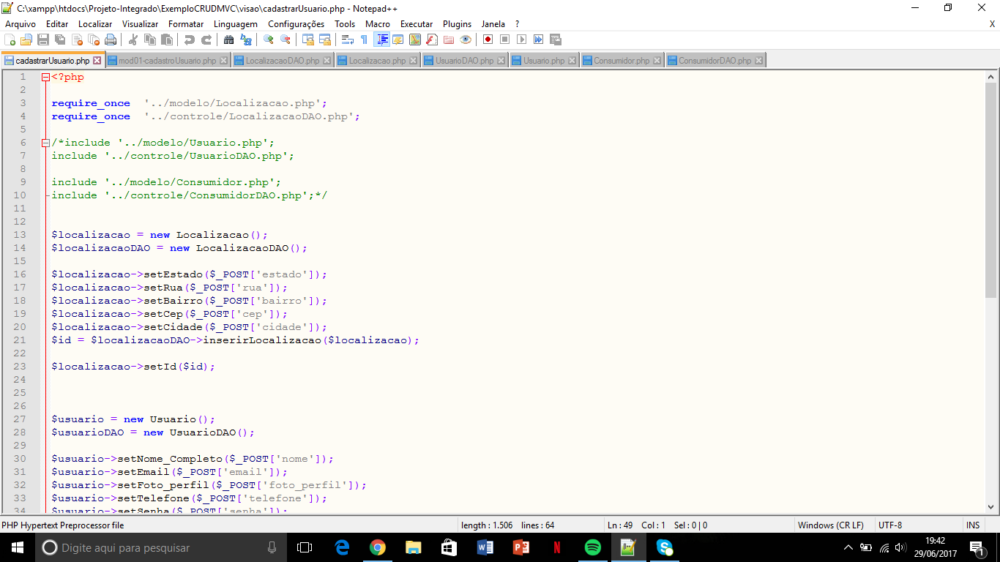 C:\xampp\htdocs\Projeto-Integrado\ExemploCRUDMVC\visao\cadastrarUsuario.php - Notepad++
Arquivo Editar Localizar Visualizar Formatar Linguagem Configurações Tools Macro Executar Plugins Janela ? X
cadastrarUsuario.php mod01-cadastroUsuario.php LocalizacaoDAO.php Localizacao.php UsuarioDAO.php Usuario.php Consumidor.php ConsumidorDAO.php
1 <?php
2
3 require_once '../modelo/Localizacao.php';
4 require_once '../controle/LocalizacaoDAO.php';
5
6 /*include '../modelo/Usuario.php';
7 include '../controle/UsuarioDAO.php';
8
9 include '../modelo/Consumidor.php';
10 include '../controle/ConsumidorDAO.php';*/
11
12
13 $localizacao = new Localizacao();
14 $localizacaoDAO = new LocalizacaoDAO();
15
16 $localizacao->setEstado($_POST['estado']);
17 $localizacao->setRua($_POST['rua']);
18 $localizacao->setBairro($_POST['bairro']);
19 $localizacao->setCep($_POST['cep']);
20 $localizacao->setCidade($_POST['cidade']);
21 $id = $localizacaoDAO->inserirLocalizacao($localizacao);
22
23 $localizacao->setId($id);
24
25
26
27 $usuario = new Usuario();
28 $usuarioDAO = new UsuarioDAO();
29
30 $usuario->setNome_Completo($_POST['nome']);
31 $usuario->setEmail($_POST['email']);
32 $usuario->setFoto_perfil($_POST['foto_perfil']);
33 $usuario->setTelefone($_POST['telefone']);
34 $usuario->setSenha($_POST['senha']);
PHP Hypertext Preprocessor file length : 1.506 lines : 64 Ln : 49 Col : 1 Sel : 0 | 0 Windows (CR LF) UTF-8 INS
Digite aqui para pesquisar
19:42
29/06/2017
1